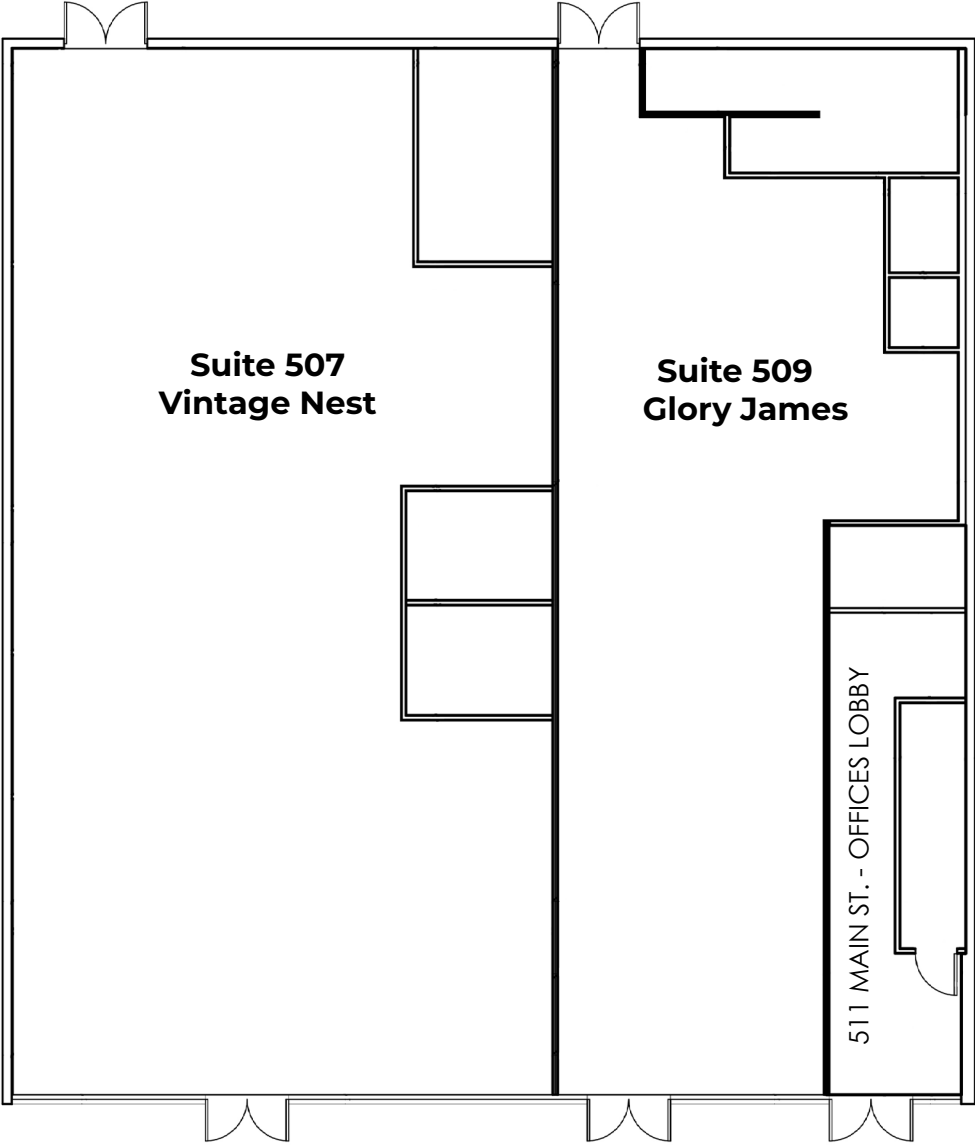 Suite 507
Vintage Nest
Suite 509
Glory James
511 MAIN ST. - OFFICES LOBBY